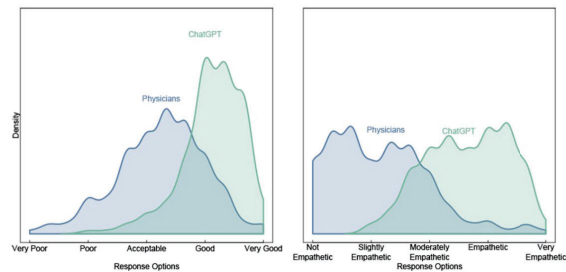 ChatGPT
Physicians
Density
Very Poor Poor Acceptable Good Very Good
Response Options
Physicians
ChatGPT
Not Slightly Moderately Empathetic Very
Empathetic Empathetic Empathetic Empathetic
Response Options